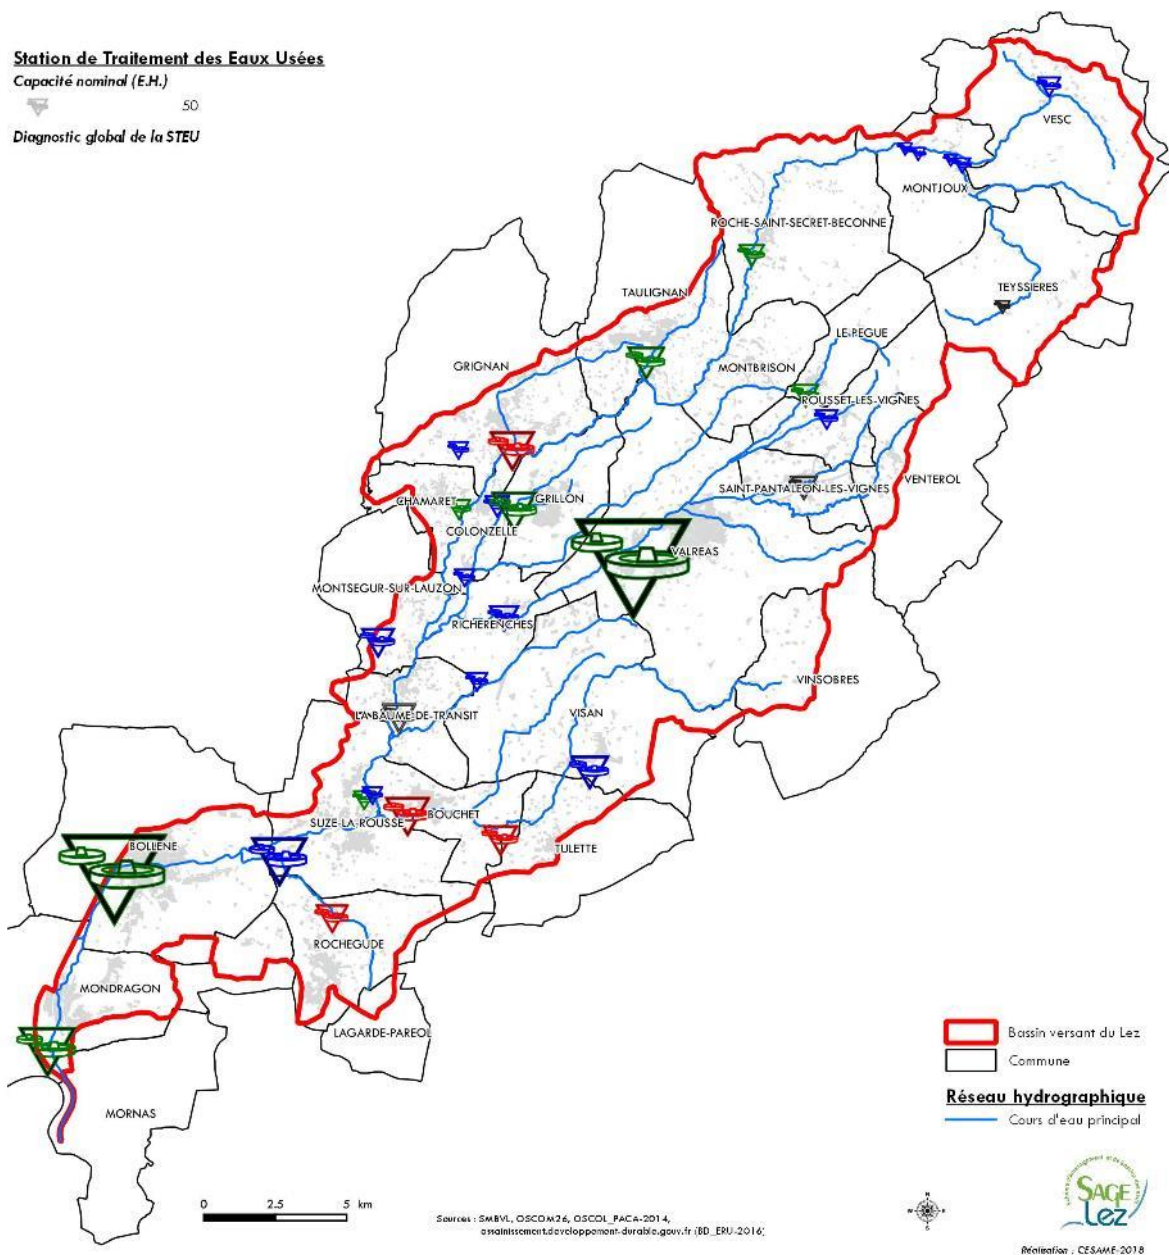 Station de Traitement des Eaux Usées
Capacité nominal (E.H.)
50
Diagnostic global de la STEU
VESC
MONTJOUX
ROCHE-SAINT-SECRET-BECONNE
TEYSSIERES
TAULIGNAN
LE-PEGUE
GRIGNAN
MONTBRISON
ROUSSET-LES-VIGNES
VENTEROL
SAINT-PANTALEON-LES-VIGNES
CHAMARET
GRILLON
COLONZELLE
VALREAS
MONTSEGUR-SUR-LAUZON
RICHERENCHES
VINSOBRES
LA-BAUME-DE-TRANSIT
VISAN
SUZE-LA-ROUSSE
BOUCHET
BOLLENE
TULETTE
ROCHEGUDE
MONDRAGON
LAGARDE-PAREOL
MORNAS
Bassin versant du Lez
Commune
Réseau hydrographique
Cours d'eau principal
SAGE
Lez
0 2.5 5 km
Sources : SMBVL, OSCOM26, OSCOL_PACA-2014,
assainissement.developpement-durable.gouv.fr (BD_ERU-2016)
Réalisation : CESAME-2018